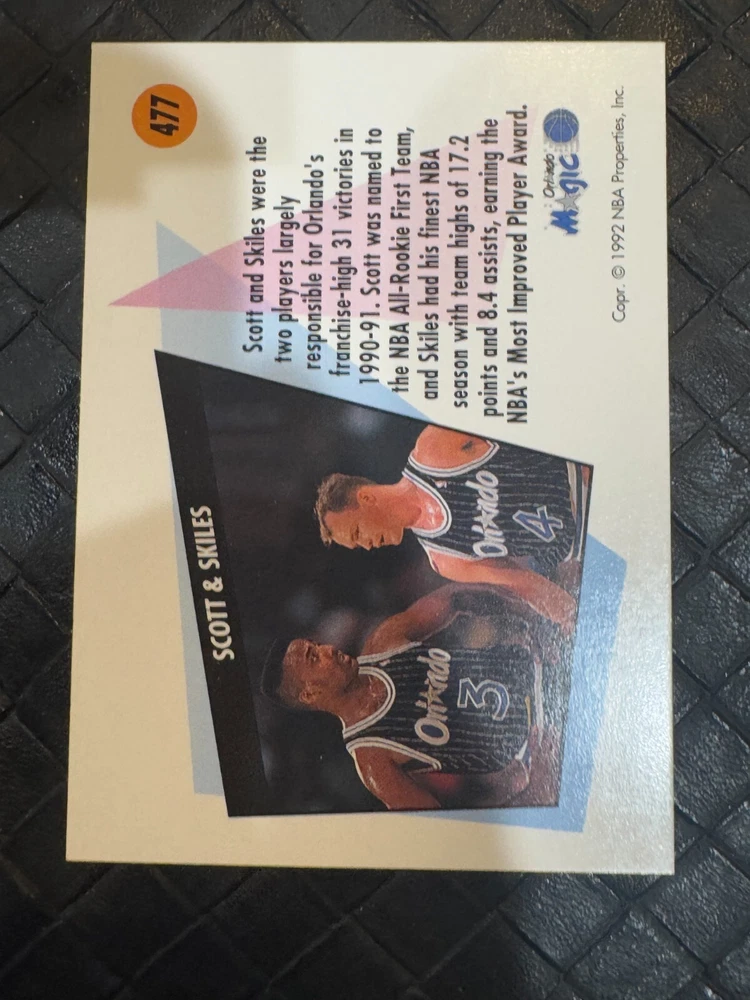 477
Scott and Skiles were the
two players largely
responsible for Orlando's
franchise-high 31 victories in
1990-91. Scott was named to
the NBA All-Rookie First Team,
and Skiles had his finest NBA
season with team highs of 17.2
points and 8.4 assists, earning the
NBA's Most Improved Player Award.
SCOTT & SKILES
Orlando
3
Orlando
4
Orlando
Magic
Copr. © 1992 NBA Properties, Inc.